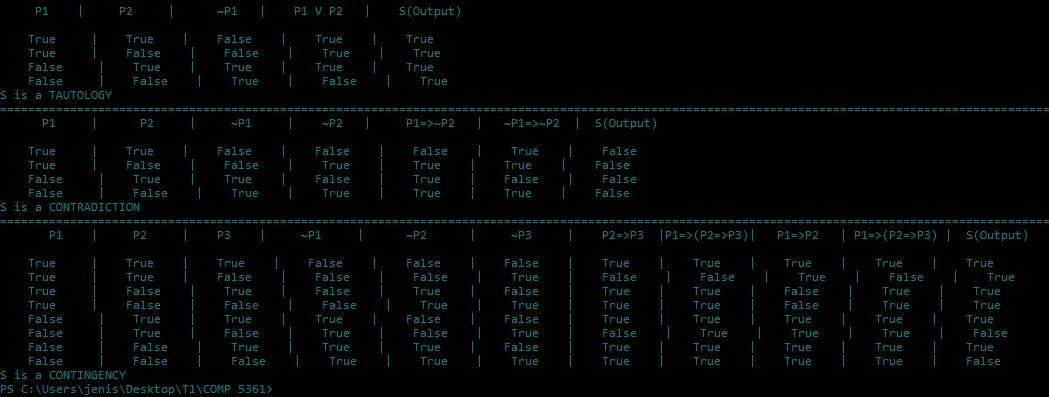 P1 | P2 | ~P1 | P1 V P2 | S(Output)
True | True | False | True | True
True | False | False | True | True
False | True | True | True | True
False | False | True | False | True
S is a TAUTOLOGY
P1 | P2 | ~P1 | ~P2 | P1=>~P2 | ~P1=>~P2 | S(Output)
True | True | False | False | False | True | False
True | False | False | True | True | True | False
False | True | True | False | True | False | False
False | False | True | True | True | True | False
S is a CONTRADICTION
P1 | P2 | P3 | ~P1 | ~P2 | ~P3 | P2=>P3 |P1=>(P2=>P3)| P1=>P2 | P1=>(P2=>P3) | S(Output)
True | True | True | False | False | False | True | True | True | True | True
True | True | False | False | False | True | False | False | True | False | True
True | False | True | False | True | False | True | True | False | True | True
True | False | False | False | True | True | True | True | False | True | True
False | True | True | True | False | False | True | True | True | True | True
False | True | False | True | False | True | False | True | True | True | False
False | False | True | True | True | False | True | True | True | True | True
False | False | False | True | True | True | True | True | True | True | False
S is a CONTINGENCY
PS C:\Users\jenis\Desktop\T1\COMP 5361>